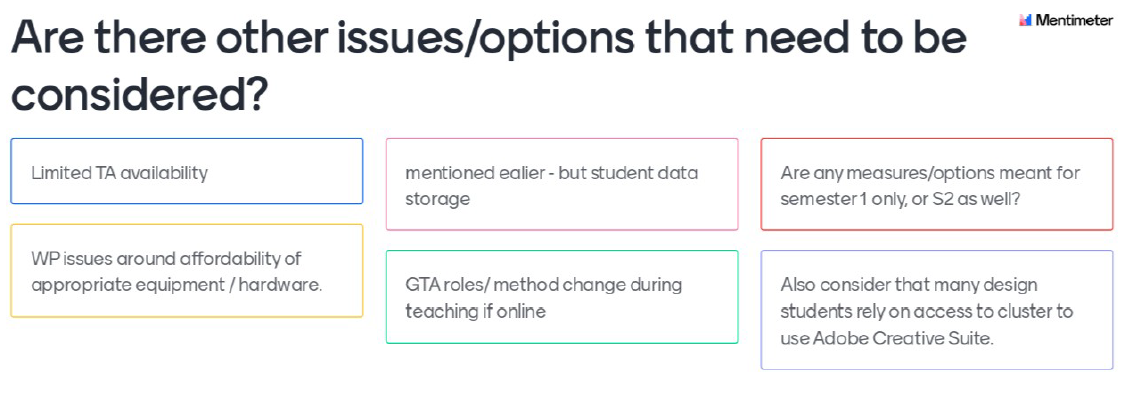 Are there other issues/options that need to be
considered?
Mentimeter
Limited TA availability
WP issues around affordability of
appropriate equipment / hardware.
mentioned ealier - but student data
storage
GTA roles/ method change during
teaching if online
Are any measures/options meant for
semester 1 only, or S2 as well?
Also consider that many design
students rely on access to cluster to
use Adobe Creative Suite.